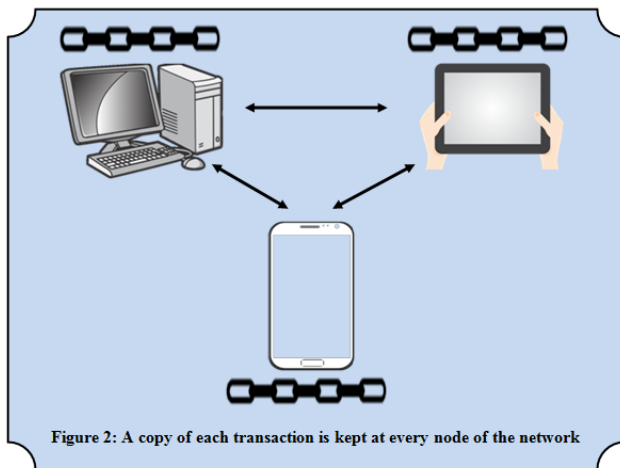 Figure 2: A copy of each transaction is kept at every node of the network